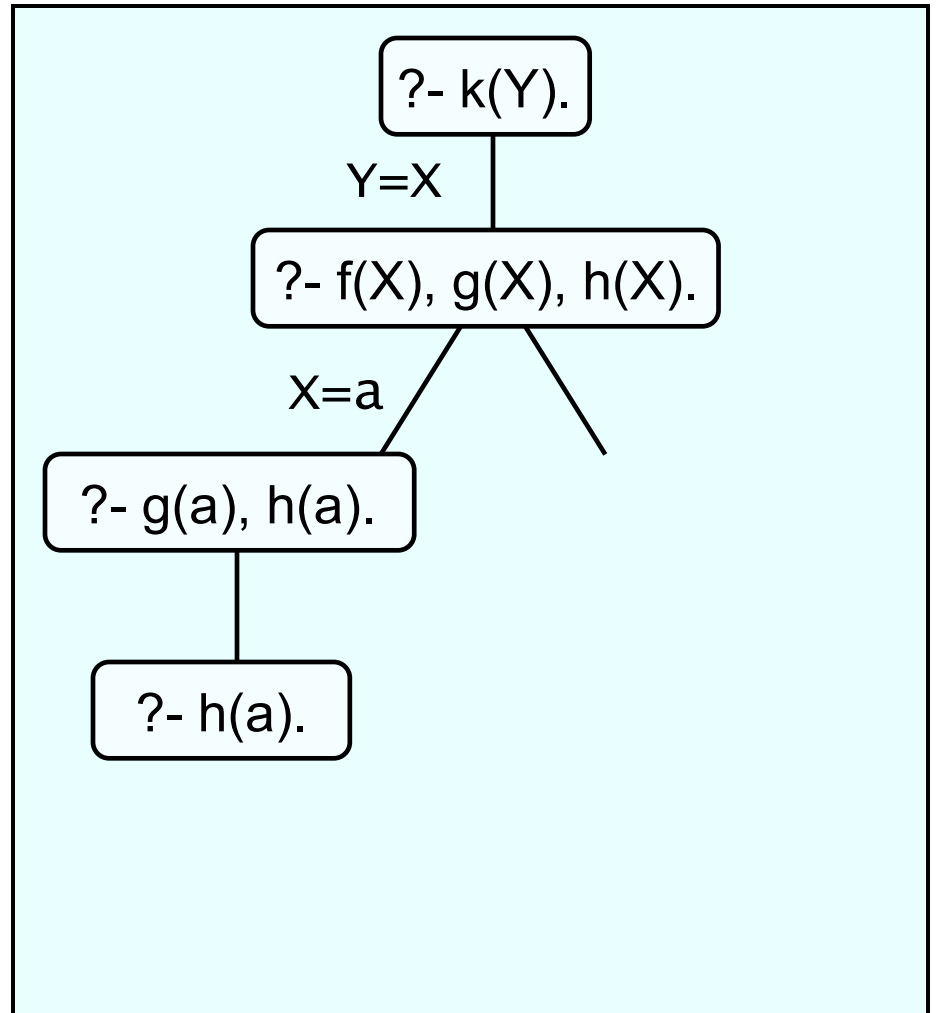 ?- k(Y).
Y=X
?- f(X), g(X), h(X).
X=a
?- g(a), h(a).
?- h(a).